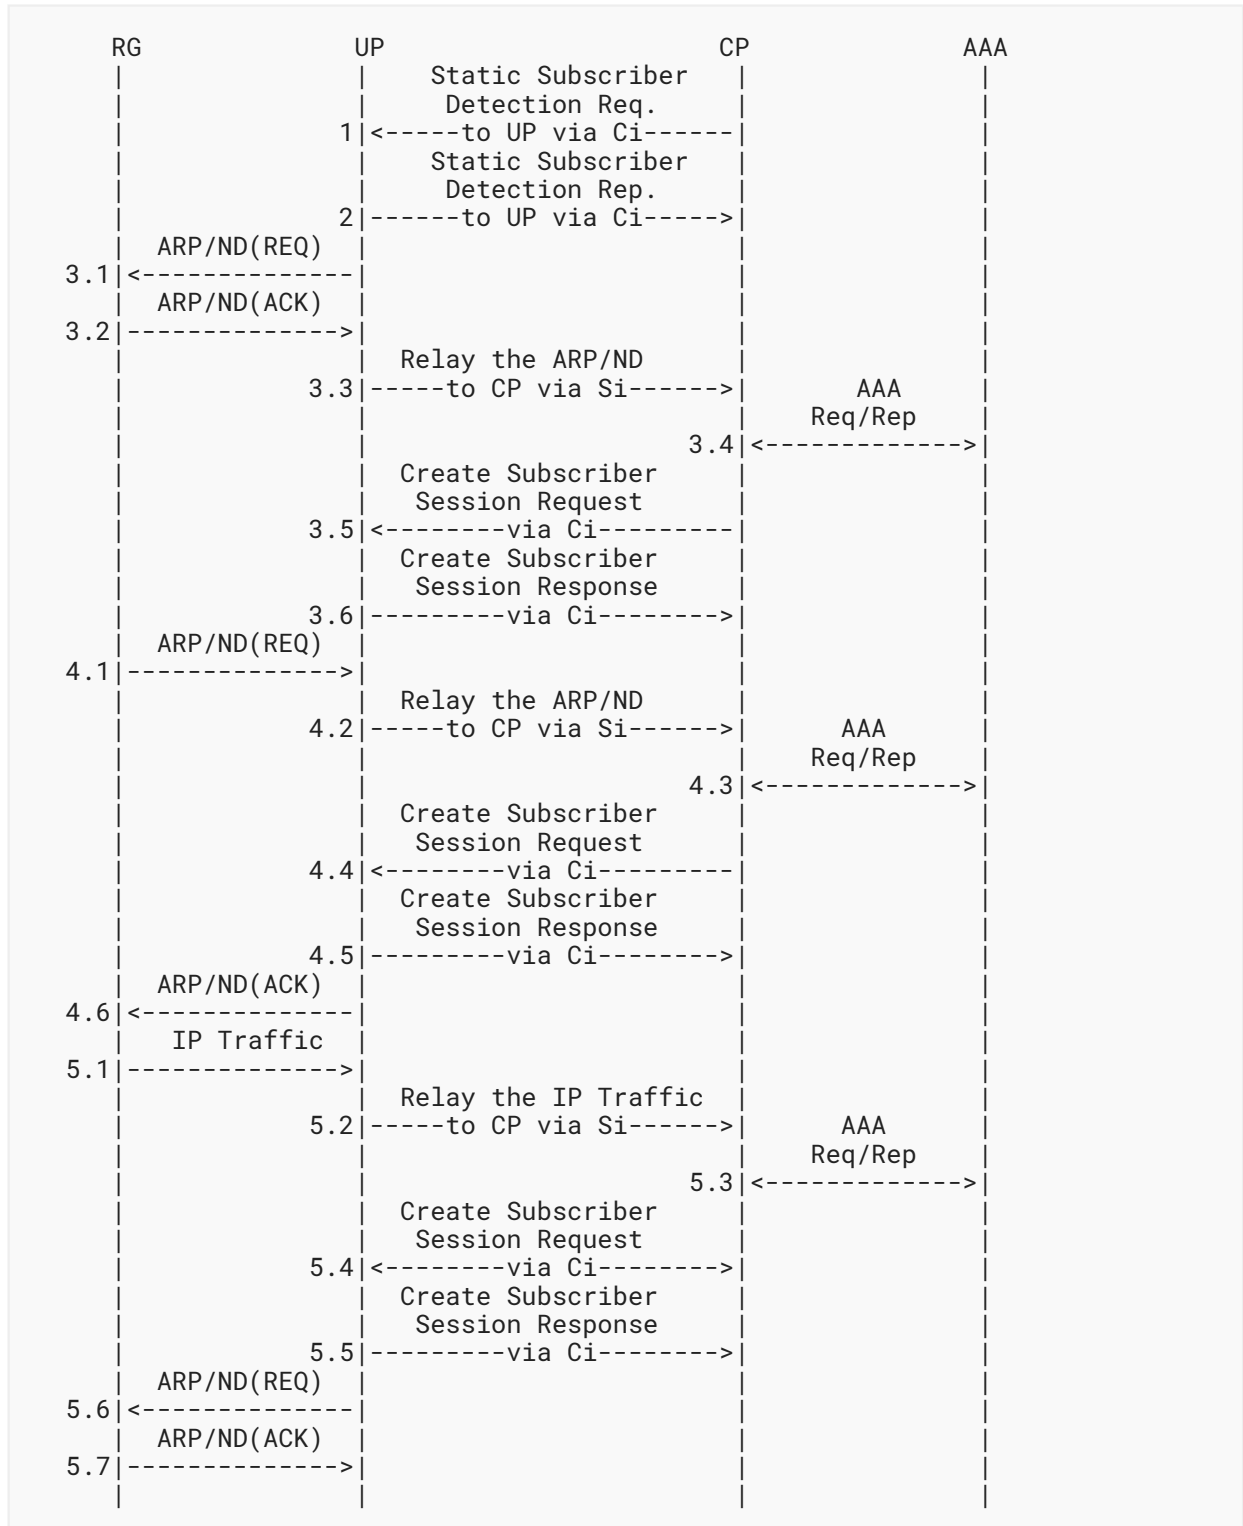 RG                UP                       CP               AAA
|     Static Subscriber     |
|      Detection Req.       |
1|<-----to UP via Ci------|
|     Static Subscriber     |
|      Detection Rep.       |
2|------to UP via Ci----->|
|  ARP/ND(REQ)  |
3.1|<--------------|
|  ARP/ND(ACK)  |
3.2|-------------->|
|  Relay the ARP/ND  |
3.3|-----to CP via Si------>|       AAA       |
|    Req/Rep    |
3.4|<------------->|
|  Create Subscriber  |
|   Session Request   |
3.5|<--------via Ci---------|
|  Create Subscriber  |
|   Session Response  |
3.6|---------via Ci-------->|
|  ARP/ND(REQ)  |
4.1|-------------->|
|  Relay the ARP/ND  |
4.2|-----to CP via Si------>|      AAA       |
|    Req/Rep    |
4.3|<------------->|
|  Create Subscriber  |
|   Session Request   |
4.4|<--------via Ci---------|
|  Create Subscriber  |
|   Session Response  |
4.5|---------via Ci-------->|
|  ARP/ND(ACK)  |
4.6|<--------------|
|   IP Traffic  |
5.1|-------------->|
|  Relay the IP Traffic  |
5.2|-----to CP via Si------>|      AAA       |
|    Req/Rep    |
5.3|<------------->|
|  Create Subscriber  |
|   Session Request   |
5.4|<--------via Ci-------->|
|  Create Subscriber  |
|   Session Response  |
5.5|---------via Ci-------->|
|  ARP/ND(REQ)  |
5.6|<--------------|
|  ARP/ND(ACK)  |
5.7|-------------->|